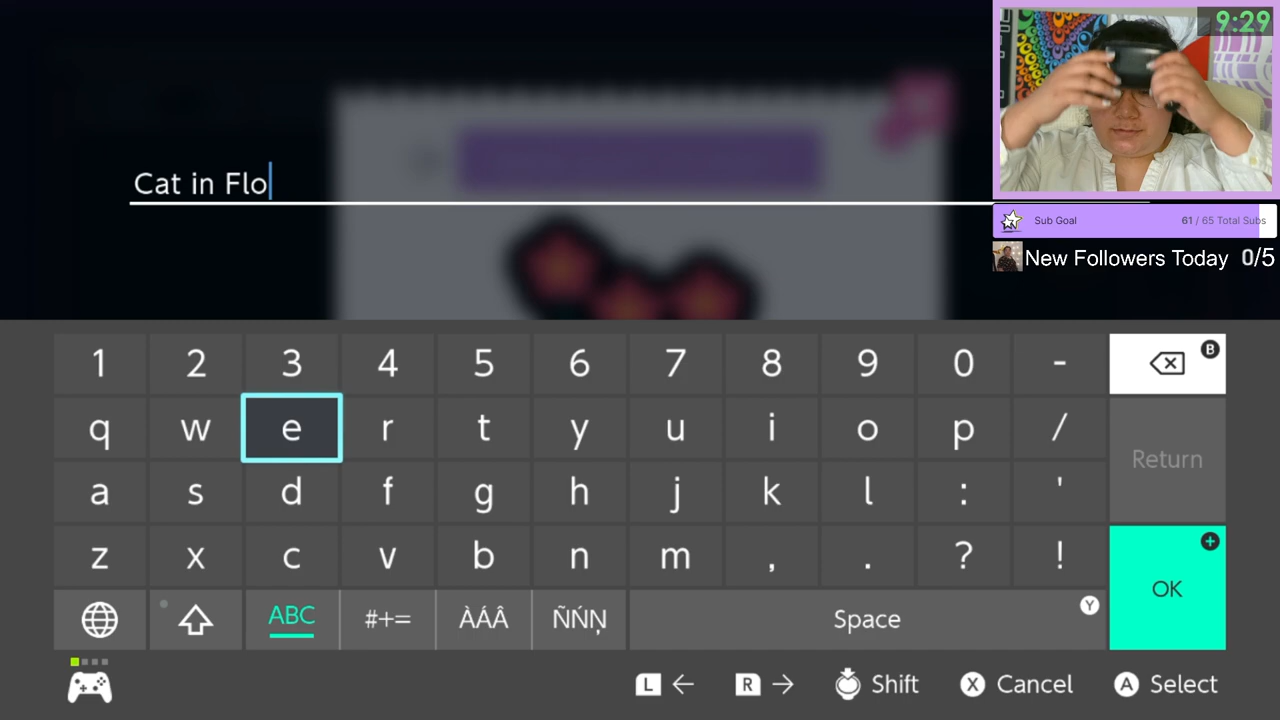 9:29
Cat in Flo
Sub Goal 61 / 65 Total Subs
New Followers Today 0/5
1 2 3 4 5 6 7 8 9 0 - B
q w e r t y u i o p / Return
a s d f g h j k l : '
z x c v b n m , . ? ! + OK
ABC #+= ÀÁÂ ÑŃŅ Space Y
L ← R → Shift X Cancel A Select